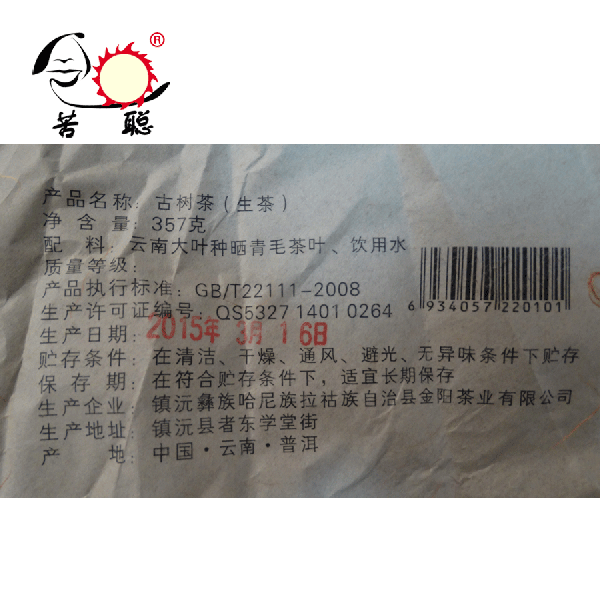 ®
苦 聪
产品名称：古树茶（生茶）
净 含 量：357克
配 料：云南大叶种晒青毛茶叶、饮用水
质量等级：
产品执行标准：GB/T22111-2008
生产许可证编号：QS5327 1401 0264
6 934057 220101
生产日期：2015年 3月 1 6日
贮存条件：在清洁、干燥、通风、避光、无异味条件下贮存
保 存 期：在符合贮存条件下，适宜长期保存
生产企业：镇沅彝族哈尼族拉祜族自治县金阳茶业有限公司
生产地址：镇沅县者东学堂街
产 地：中国·云南·普洱